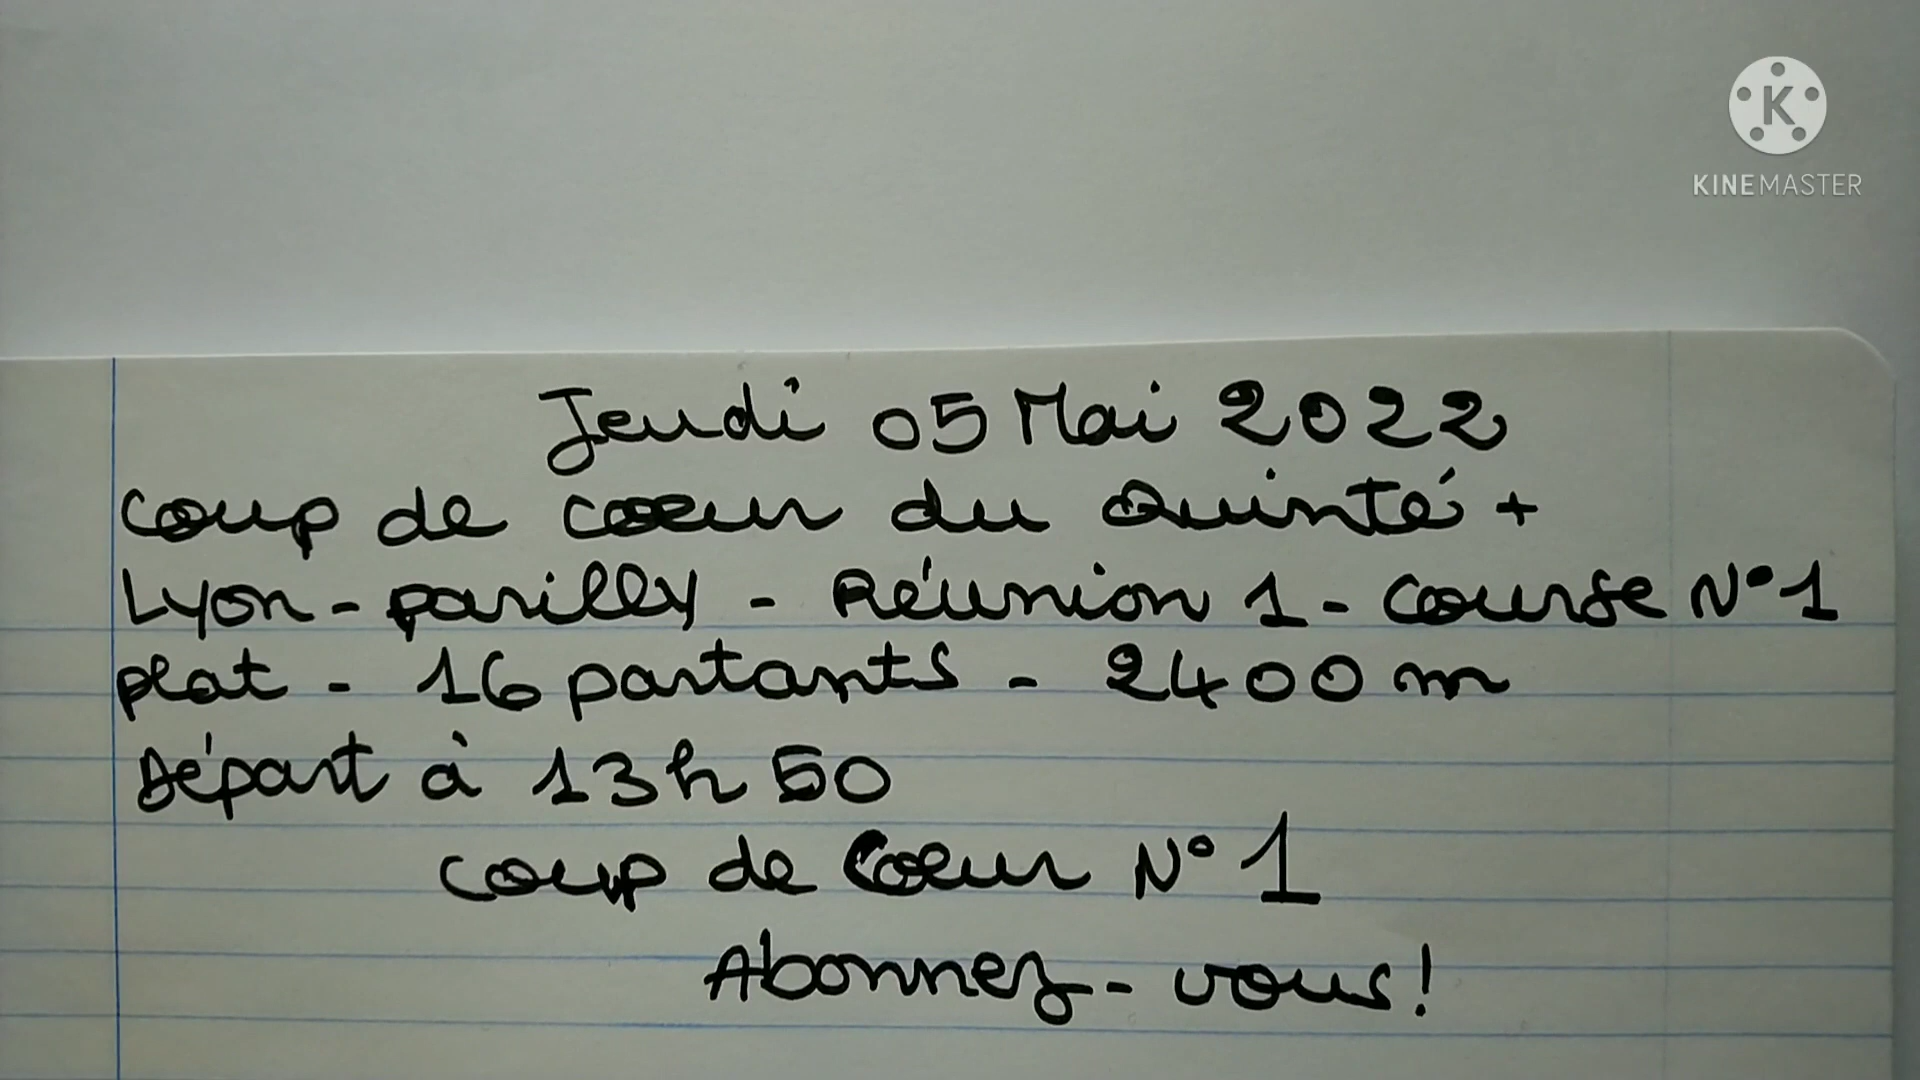 K
KINEMASTER
Jeudi 05 Mai 2022
Coup de coeur du Quinté +
Lyon - parilly - Réunion 1 - Course N° 1
plat - 16 partants - 2400 m
Départ à 13h50
Coup de Coeur N° 1
Abonnez - vous !